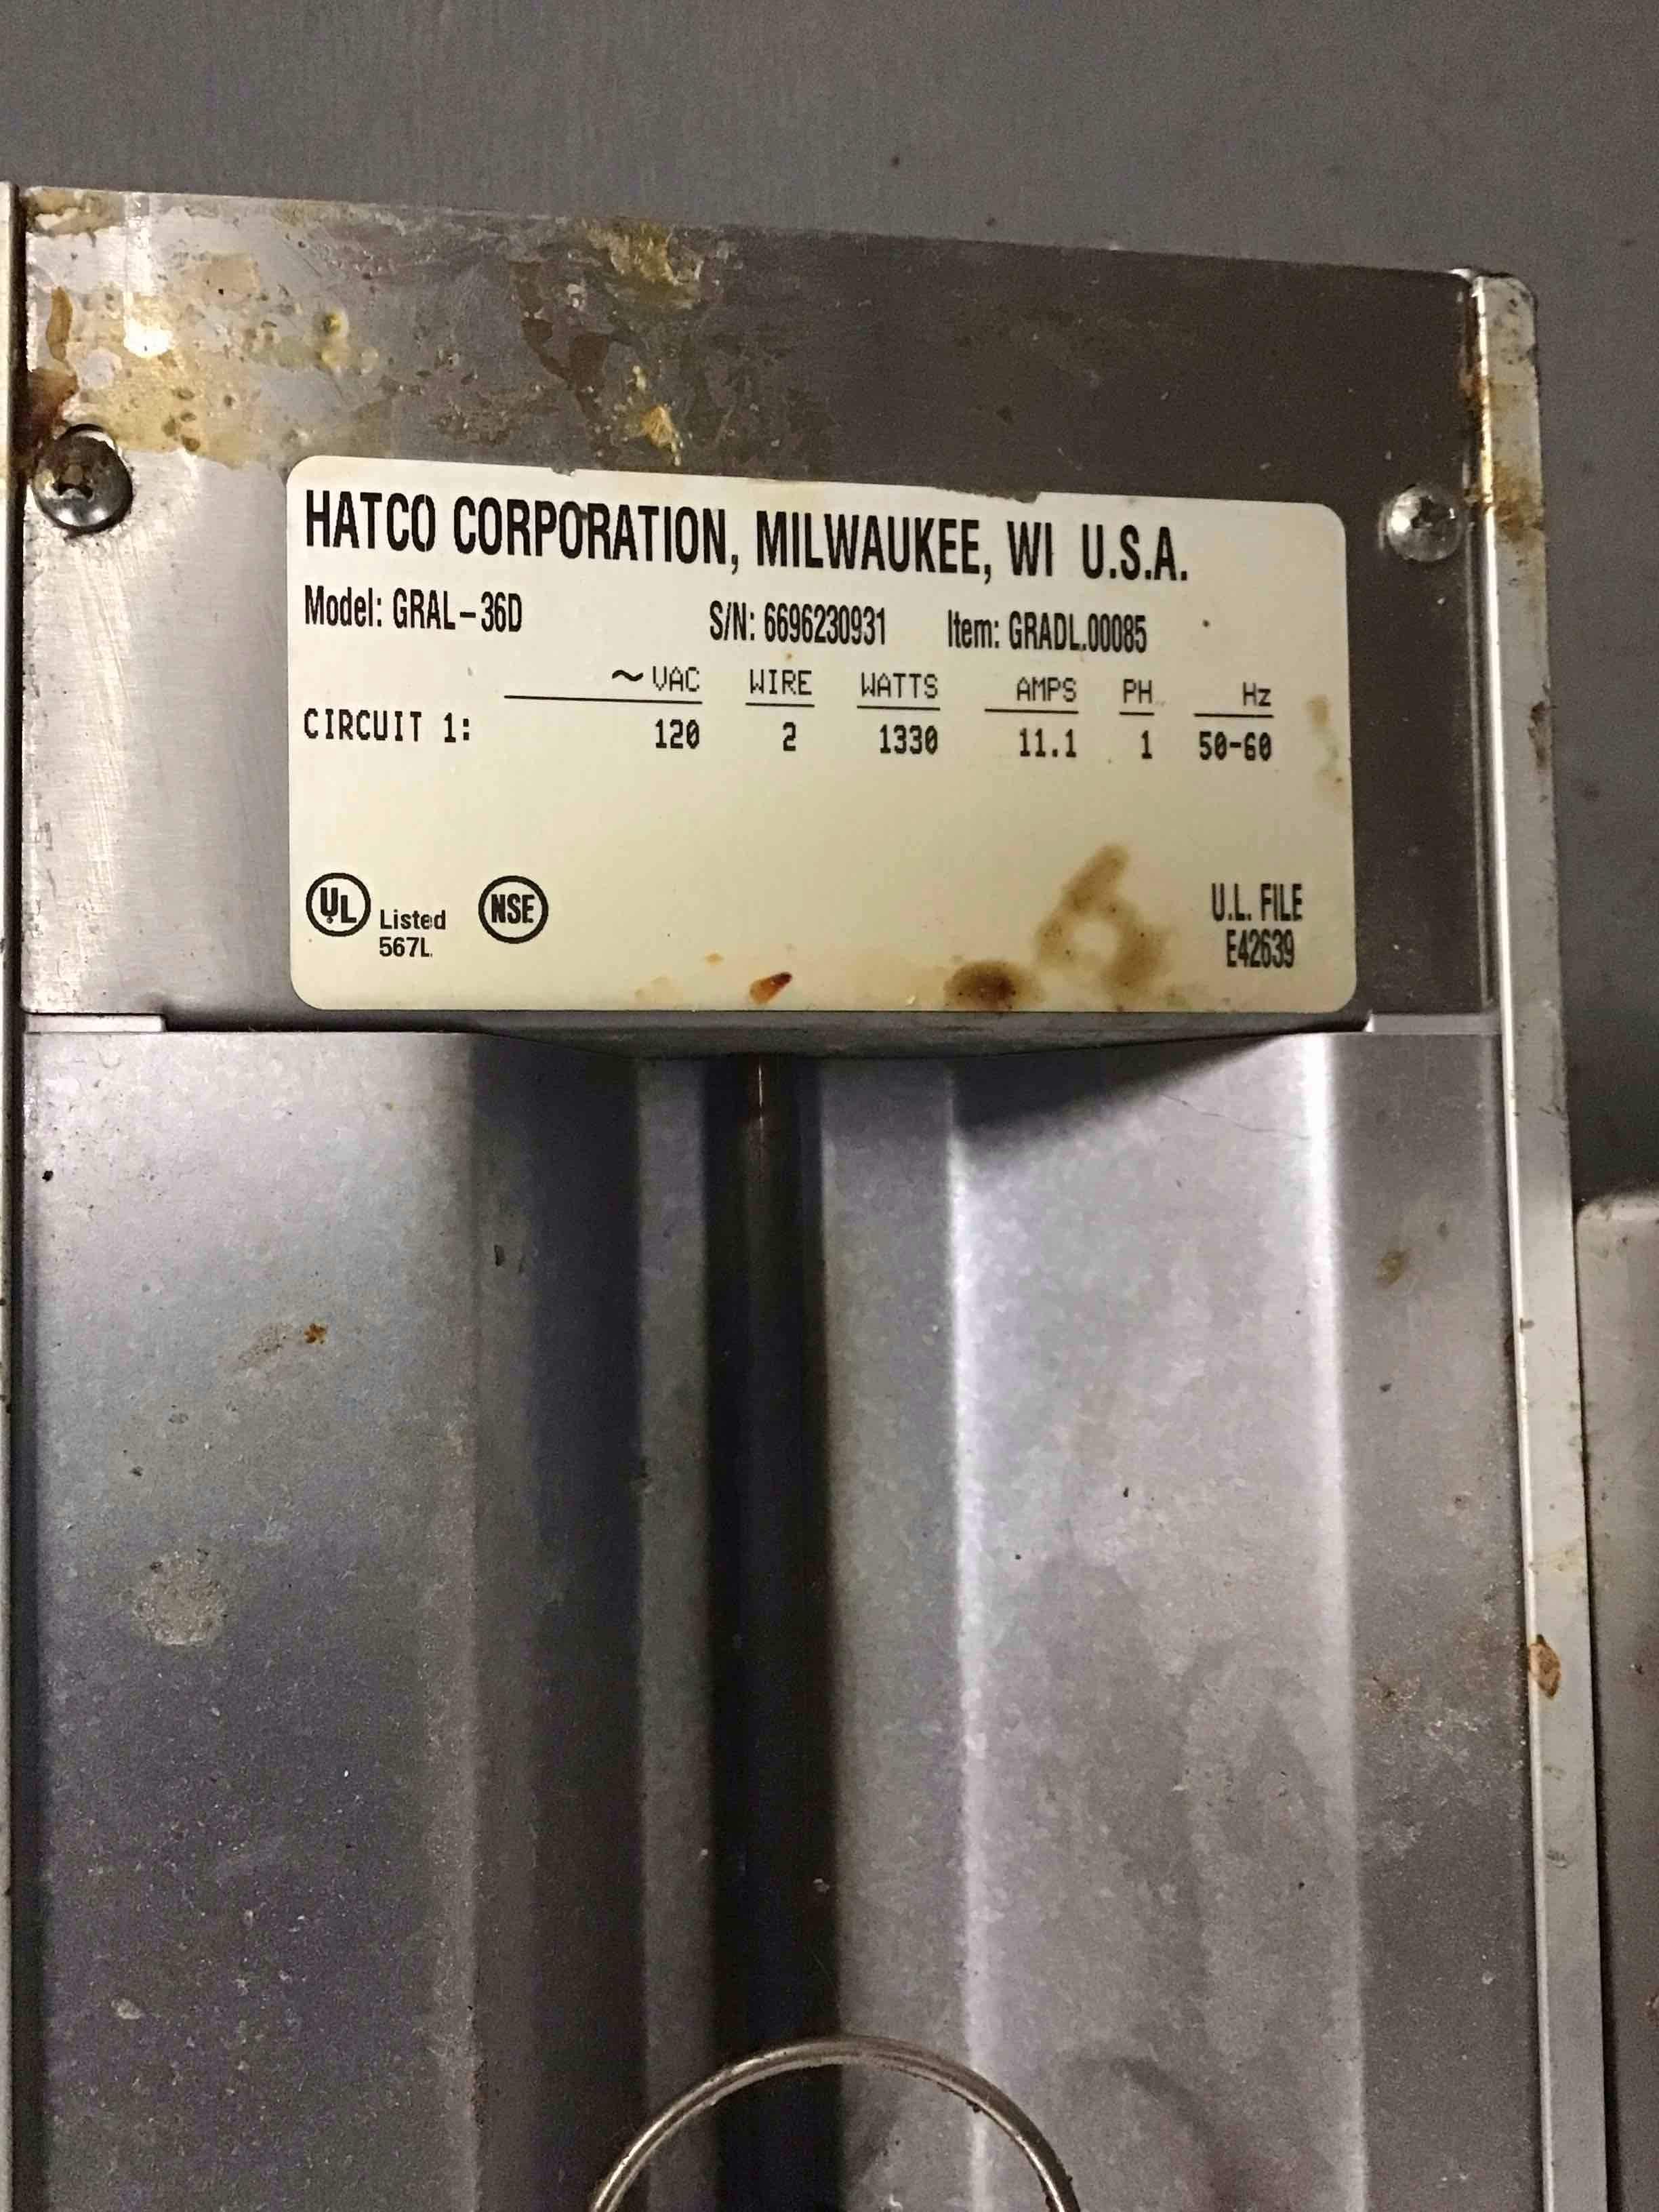 HATCO CORPORATION, MILWAUKEE, WI U.S.A.
Model: GRAL-36D S/N: 6696230931 Item: GRADL.00085
~VAC WIRE WATTS AMPS PH Hz
CIRCUIT 1: 120 2 1330 11.1 1 50-60
UL Listed NSF U.L. FILE
567L E42639